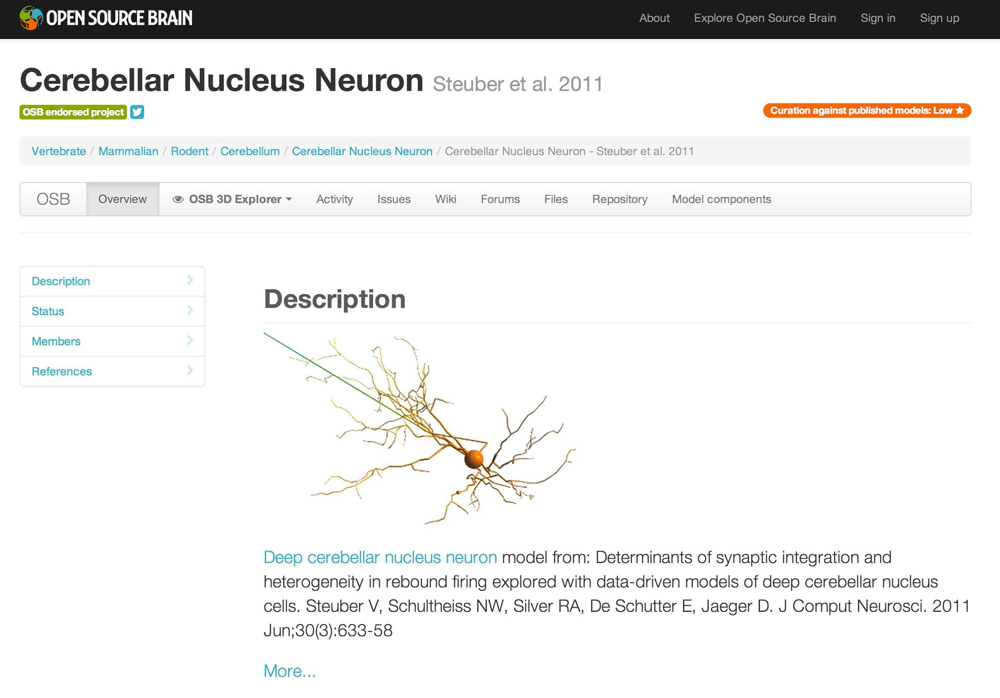 OPEN SOURCE BRAIN
About Explore Open Source Brain Sign in Sign up
Cerebellar Nucleus Neuron Steuber et al. 2011
OSB endorsed project
Curation against published models: Low
Vertebrate / Mammalian / Rodent / Cerebellum / Cerebellar Nucleus Neuron / Cerebellar Nucleus Neuron - Steuber et al. 2011
OSB Overview OSB 3D Explorer Activity Issues Wiki Forums Files Repository Model components
Description
Status
Members
References
Description
Deep cerebellar nucleus neuron model from: Determinants of synaptic integration and
heterogeneity in rebound firing explored with data-driven models of deep cerebellar nucleus
cells. Steuber V, Schultheiss NW, Silver RA, De Schutter E, Jaeger D. J Comput Neurosci. 2011
Jun;30(3):633-58
More...